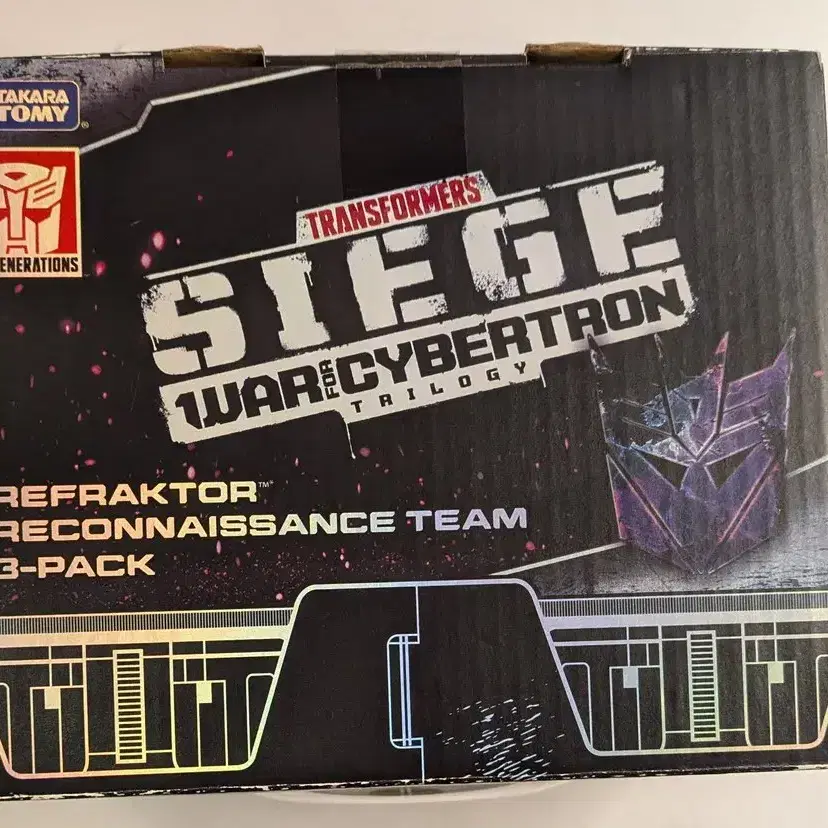 TAKARA
TOMY
GENERATIONS
TRANSFORMERS
SIEGE
WAR FOR CYBERTRON
TRILOGY
REFRAKTOR™
RECONNAISSANCE TEAM
3-PACK